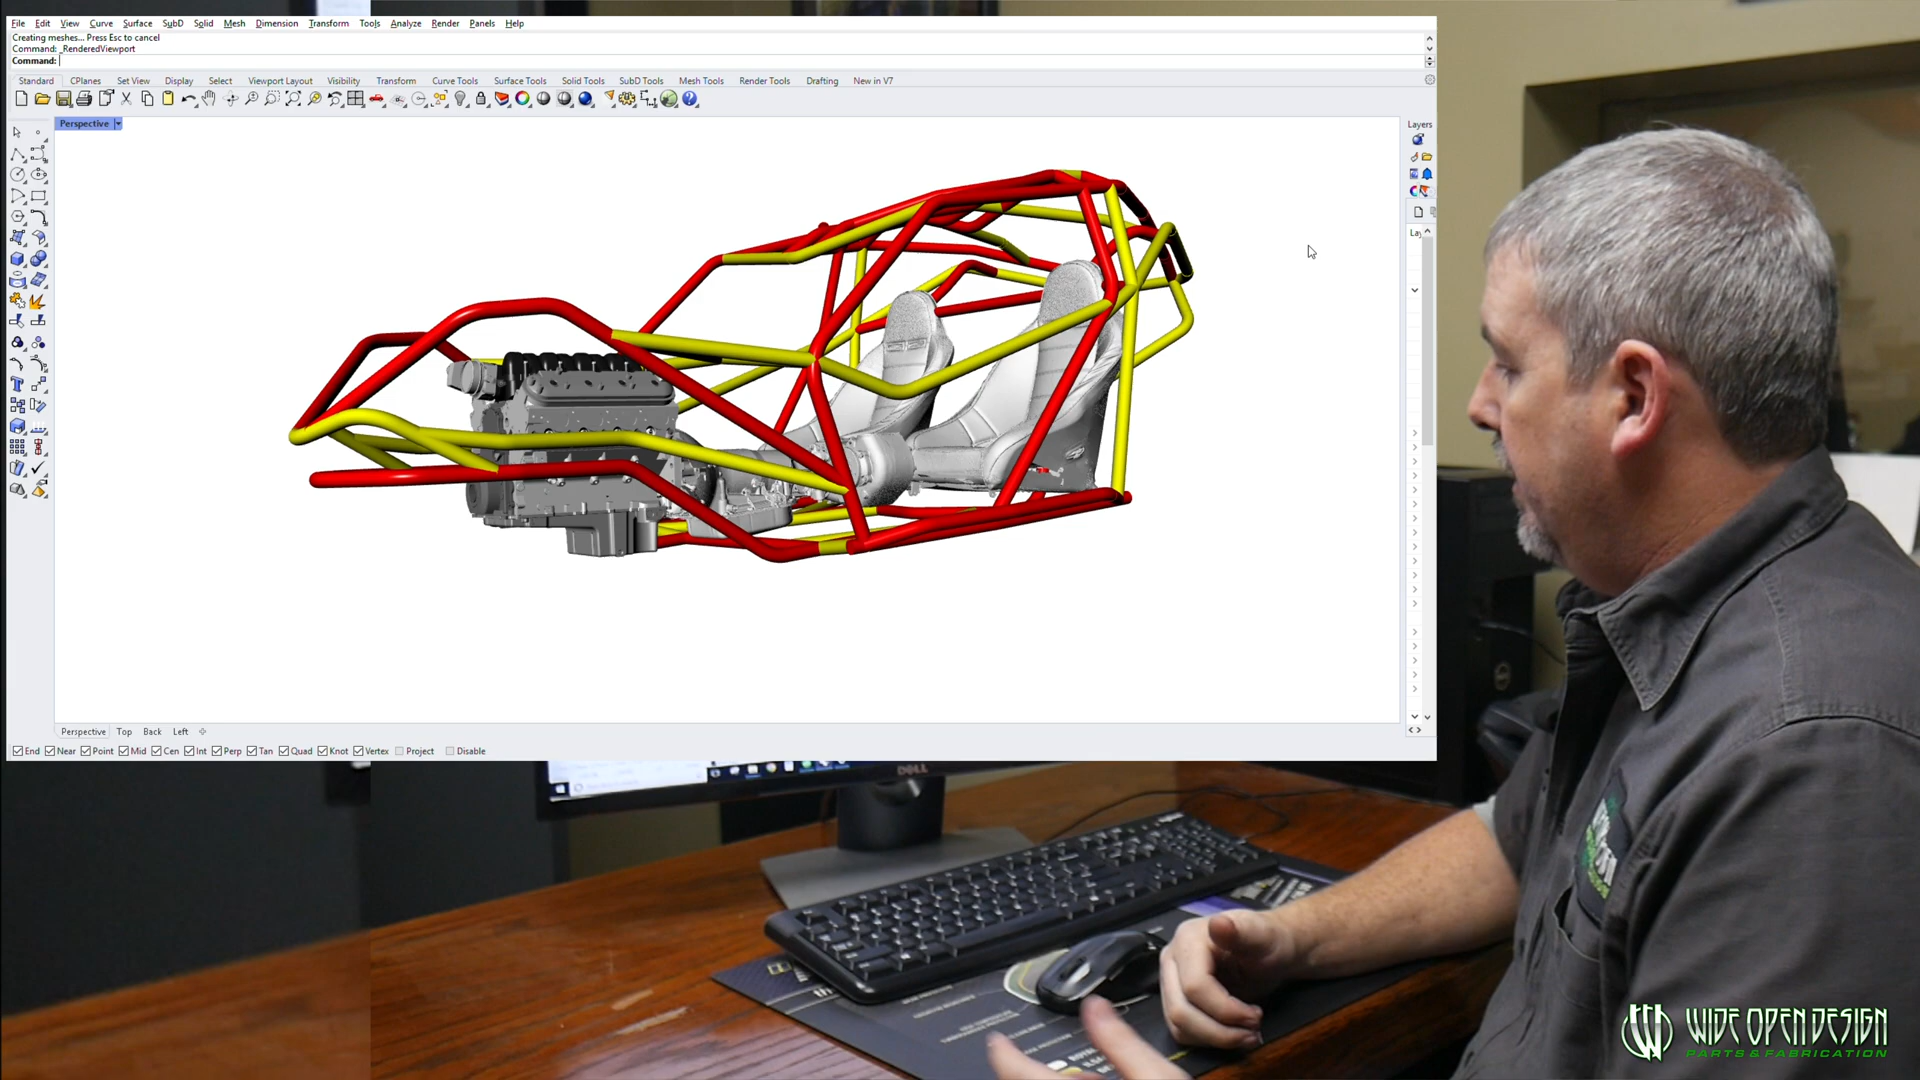 File Edit View Curve Surface SubD Solid Mesh Dimension Transform Tools Analyze Render Panels Help
Creating meshes... Press Esc to cancel
Command: _RenderedViewport
Command:
Standard CPlanes Set View Display Select Viewport Layout Visibility Transform Curve Tools Surface Tools Solid Tools SubD Tools Mesh Tools Render Tools Drafting New in V7
Perspective
Layers
Perspective Top Back Left
End Near Point Mid Cen Int Perp Tan Quad Knot Vertex Project Disable
DELL
WIDE OPEN DESIGN
PARTS & FABRICATION